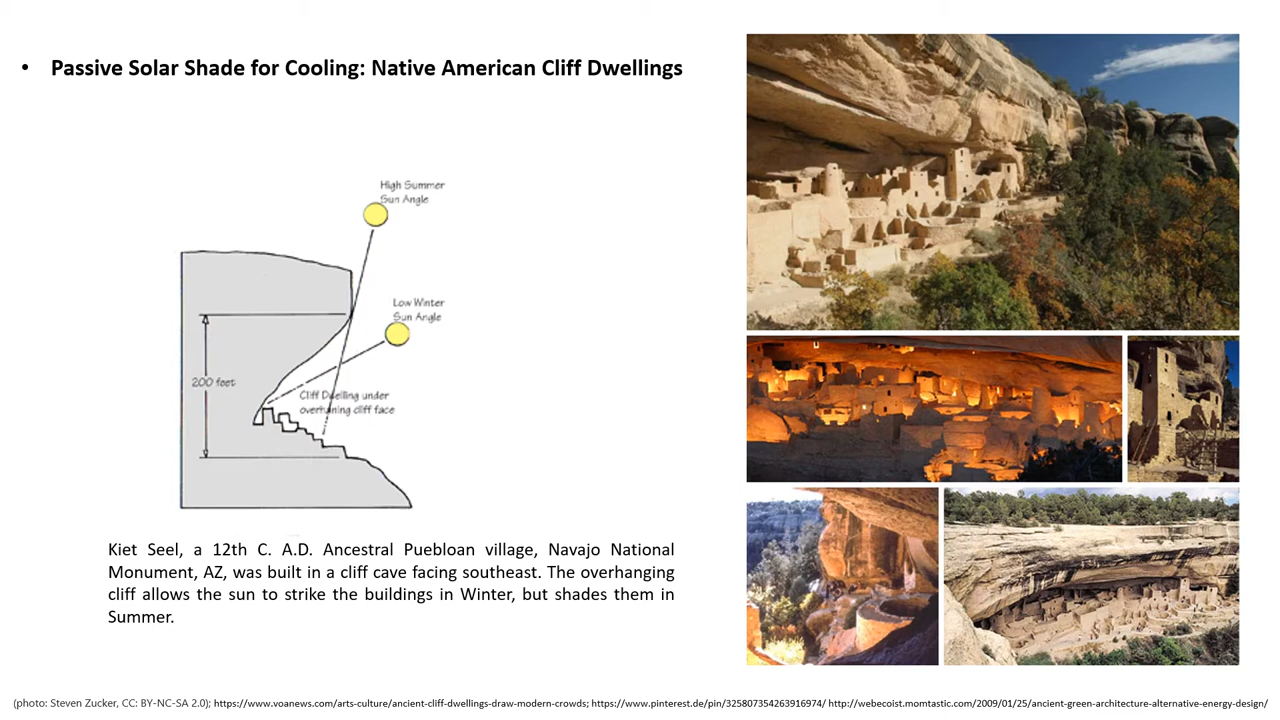 • Passive Solar Shade for Cooling: Native American Cliff Dwellings
High Summer
Sun Angle
Low Winter
Sun Angle
200 feet
Cliff Dwelling under
overhaning cliff face
Kiet Seel, a 12th C. A.D. Ancestral Puebloan village, Navajo National
Monument, AZ, was built in a cliff cave facing southeast. The overhanging
cliff allows the sun to strike the buildings in Winter, but shades them in
Summer.
(photo: Steven Zucker, CC: BY-NC-SA 2.0); https://www.voanews.com/arts-culture/ancient-cliff-dwellings-draw-modern-crowds; https://www.pinterest.de/pin/325807354263916974/ http://webecoist.momtastic.com/2009/01/25/ancient-green-architecture-alternative-energy-design/